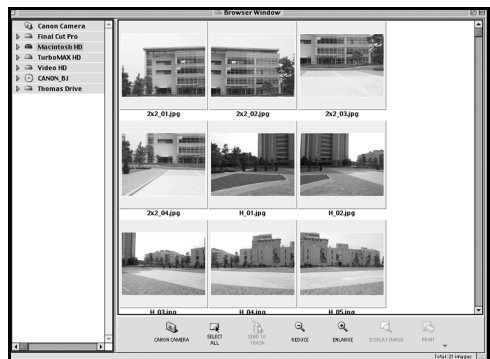 Browser Window
Canon Camera
Final Cut Pro
Macintosh HD
TurboMAX HD
Video HD
CANON_BJ
Thomas Drive
2x2_01.jpg 2x2_02.jpg 2x2_03.jpg
2x2_04.jpg H_01.jpg H_02.jpg
H_03.jpg H_04.jpg H_05.jpg
CANON CAMERA SELECT ALL SEND TO TRASH REDUCE ENLARGE DISPLAY IMAGE PRINT
Total: 21 images